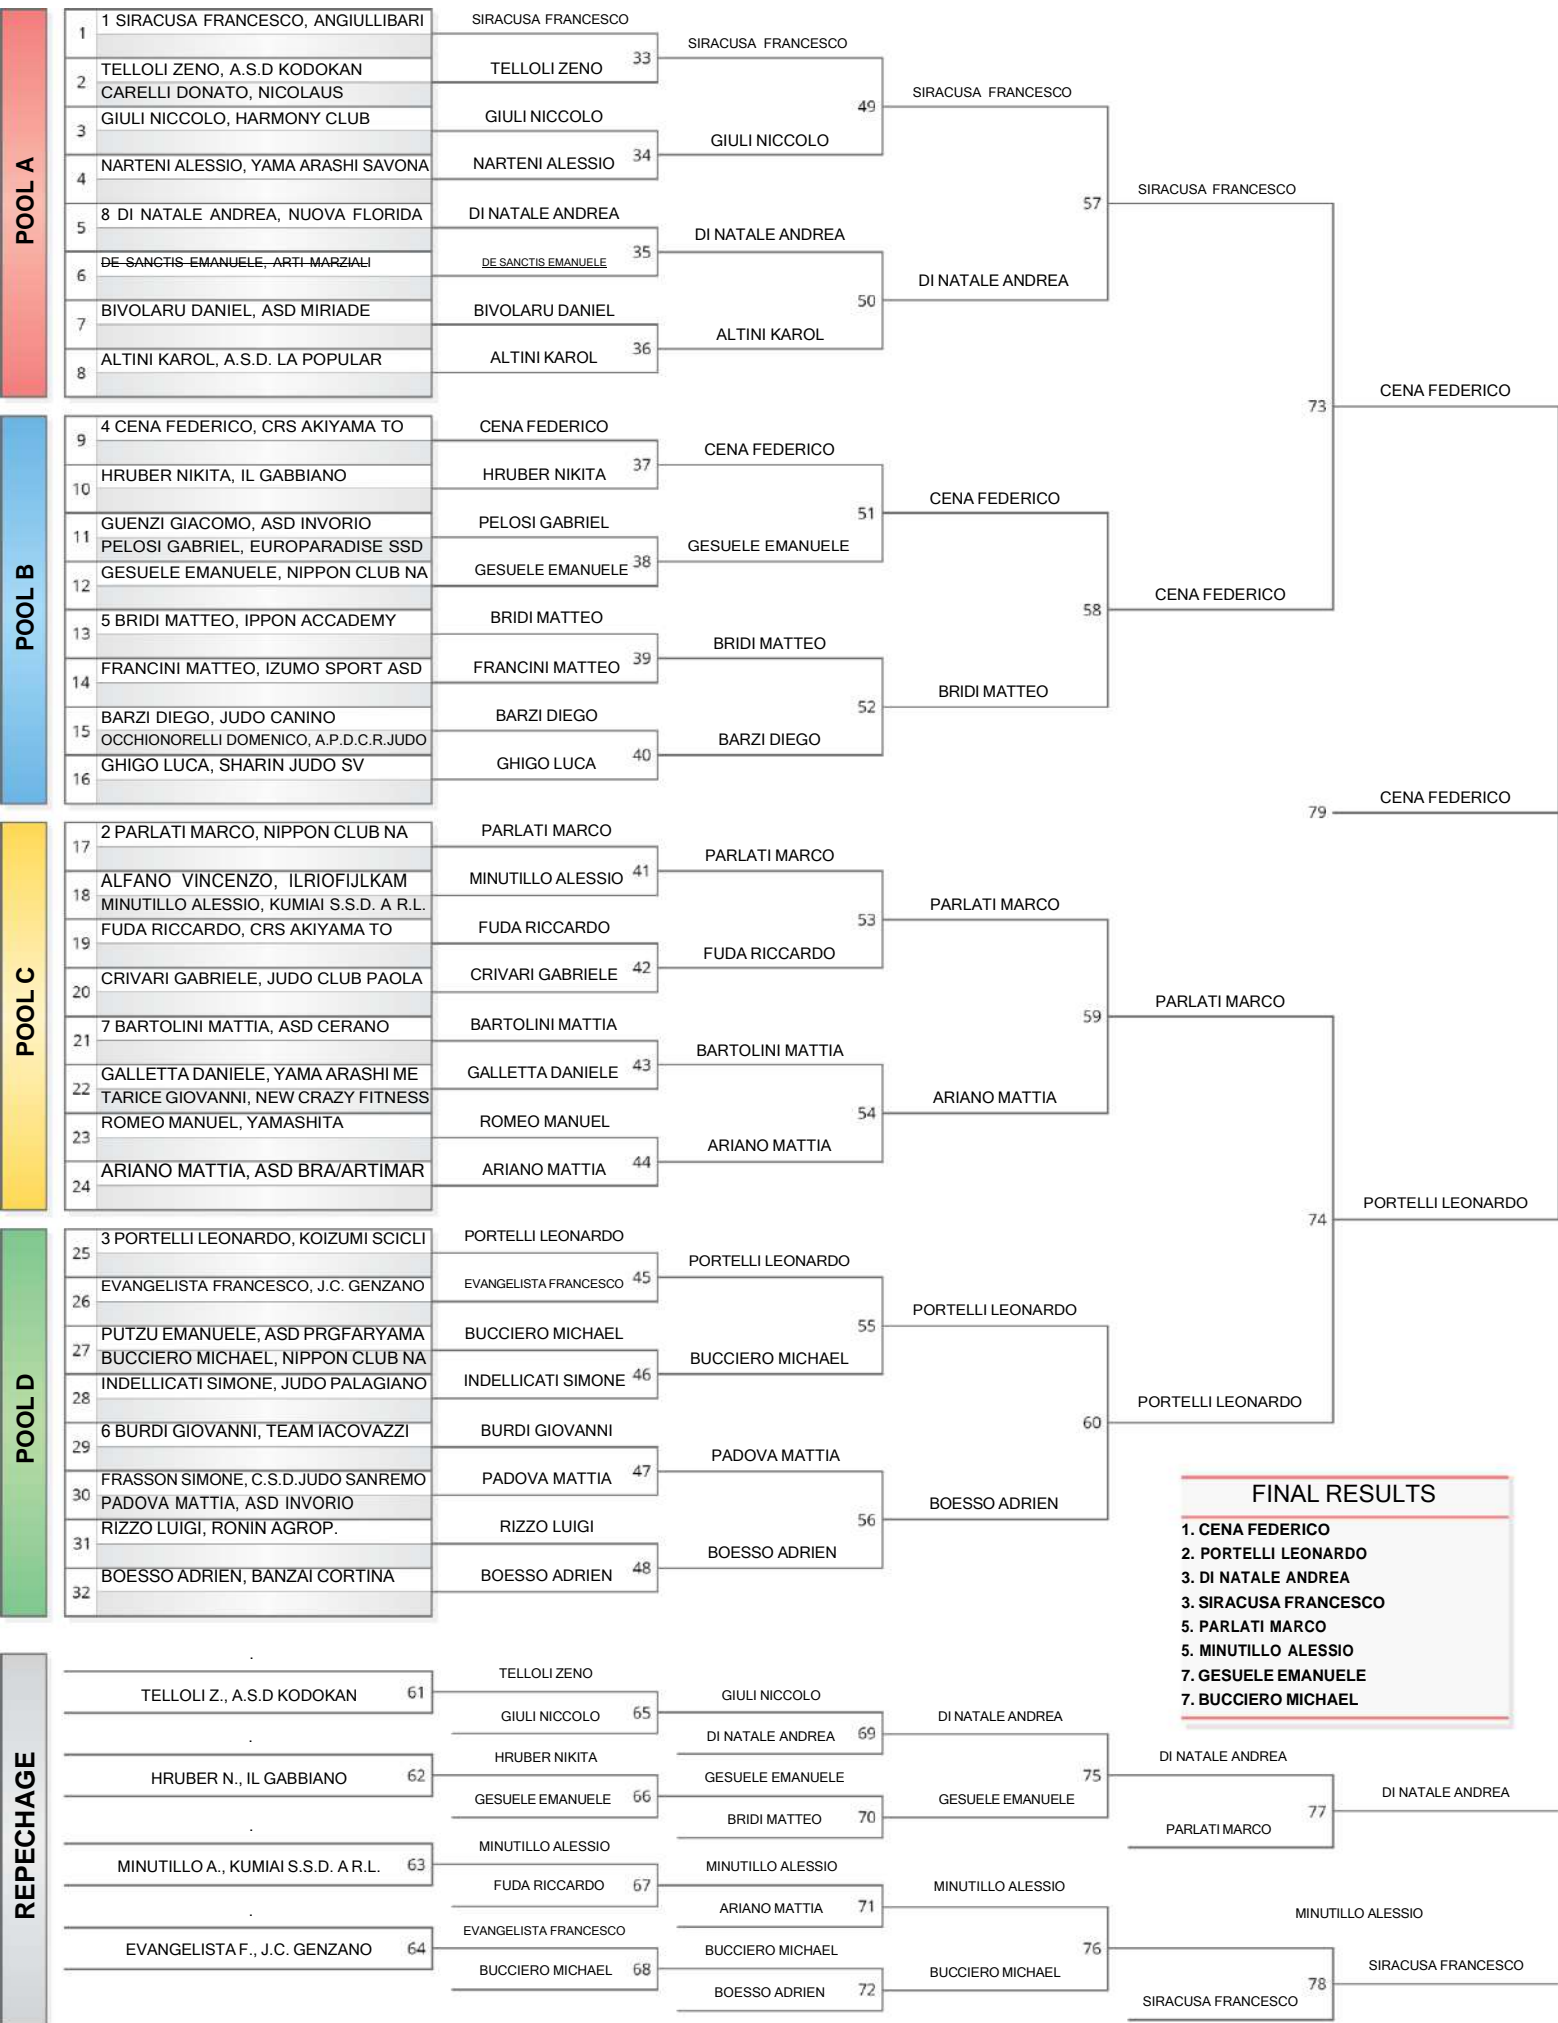 POOL A
1
1 SIRACUSA FRANCESCO, ANGIULLIBARI
2
TELLOLI ZENO, A.S.D KODOKAN
CARELLI DONATO, NICOLAUS
3
GIULI NICCOLO, HARMONY CLUB
4
NARTENI ALESSIO, YAMA ARASHI SAVONA
5
8 DI NATALE ANDREA, NUOVA FLORIDA
6
DE SANCTIS EMANUELE, ARTI MARZIALI
7
BIVOLARU DANIEL, ASD MIRIADE
8
ALTINI KAROL, A.S.D. LA POPULAR
SIRACUSA FRANCESCO
33
TELLOLI ZENO
GIULI NICCOLO
34
NARTENI ALESSIO
DI NATALE ANDREA
35
DE SANCTIS EMANUELE
BIVOLARU DANIEL
36
ALTINI KAROL
SIRACUSA FRANCESCO
49
GIULI NICCOLO
DI NATALE ANDREA
50
ALTINI KAROL
SIRACUSA FRANCESCO
57
DI NATALE ANDREA
SIRACUSA FRANCESCO
POOL B
9
4 CENA FEDERICO, CRS AKIYAMA TO
10
HRUBER NIKITA, IL GABBIANO
11
GUENZI GIACOMO, ASD INVORIO
PELOSI GABRIEL, EUROPARADISE SSD
12
GESUELE EMANUELE, NIPPON CLUB NA
13
5 BRIDI MATTEO, IPPON ACCADEMY
14
FRANCINI MATTEO, IZUMO SPORT ASD
15
BARZI DIEGO, JUDO CANINO
OCCHIONORELLI DOMENICO, A.P.D.C.R.JUDO
16
GHIGO LUCA, SHARIN JUDO SV
CENA FEDERICO
37
HRUBER NIKITA
PELOSI GABRIEL
38
GESUELE EMANUELE
BRIDI MATTEO
39
FRANCINI MATTEO
BARZI DIEGO
40
GHIGO LUCA
CENA FEDERICO
51
GESUELE EMANUELE
BRIDI MATTEO
52
BARZI DIEGO
CENA FEDERICO
58
BRIDI MATTEO
CENA FEDERICO
73
CENA FEDERICO
79
CENA FEDERICO
POOL C
17
2 PARLATI MARCO, NIPPON CLUB NA
18
ALFANO VINCENZO, ILRIOFIJLKAM
MINUTILLO ALESSIO, KUMIAI S.S.D. A R.L.
19
FUDA RICCARDO, CRS AKIYAMA TO
20
CRIVARI GABRIELE, JUDO CLUB PAOLA
21
7 BARTOLINI MATTIA, ASD CERANO
22
GALLETTA DANIELE, YAMA ARASHI ME
TARICE GIOVANNI, NEW CRAZY FITNESS
23
ROMEO MANUEL, YAMASHITA
24
ARIANO MATTIA, ASD BRA/ARTIMAR
PARLATI MARCO
41
MINUTILLO ALESSIO
FUDA RICCARDO
42
CRIVARI GABRIELE
BARTOLINI MATTIA
43
GALLETTA DANIELE
ROMEO MANUEL
44
ARIANO MATTIA
PARLATI MARCO
53
FUDA RICCARDO
BARTOLINI MATTIA
54
ARIANO MATTIA
PARLATI MARCO
59
ARIANO MATTIA
PARLATI MARCO
74
PORTELLI LEONARDO
POOL D
25
3 PORTELLI LEONARDO, KOIZUMI SCICLI
26
EVANGELISTA FRANCESCO, J.C. GENZANO
27
PUTZU EMANUELE, ASD PRGFARYAMA
BUCCIERO MICHAEL, NIPPON CLUB NA
28
INDELLICATI SIMONE, JUDO PALAGIANO
29
6 BURDI GIOVANNI, TEAM IACOVAZZI
30
FRASSON SIMONE, C.S.D.JUDO SANREMO
PADOVA MATTIA, ASD INVORIO
31
RIZZO LUIGI, RONIN AGROP.
32
BOESSO ADRIEN, BANZAI CORTINA
PORTELLI LEONARDO
45
EVANGELISTA FRANCESCO
BUCCIERO MICHAEL
46
INDELLICATI SIMONE
BURDI GIOVANNI
47
PADOVA MATTIA
RIZZO LUIGI
48
BOESSO ADRIEN
PORTELLI LEONARDO
55
BUCCIERO MICHAEL
PADOVA MATTIA
56
BOESSO ADRIEN
PORTELLI LEONARDO
60
BOESSO ADRIEN
PORTELLI LEONARDO
FINAL RESULTS
1. CENA FEDERICO
2. PORTELLI LEONARDO
3. DI NATALE ANDREA
3. SIRACUSA FRANCESCO
5. PARLATI MARCO
5. MINUTILLO ALESSIO
7. GESUELE EMANUELE
7. BUCCIERO MICHAEL
REPECHAGE
.
TELLOLI Z., A.S.D KODOKAN
61
.
HRUBER N., IL GABBIANO
62
.
MINUTILLO A., KUMIAI S.S.D. A R.L.
63
.
EVANGELISTA F., J.C. GENZANO
64
TELLOLI ZENO
65
GIULI NICCOLO
HRUBER NIKITA
66
GESUELE EMANUELE
MINUTILLO ALESSIO
67
FUDA RICCARDO
EVANGELISTA FRANCESCO
68
BUCCIERO MICHAEL
GIULI NICCOLO
69
DI NATALE ANDREA
GESUELE EMANUELE
70
BRIDI MATTEO
MINUTILLO ALESSIO
71
ARIANO MATTIA
BUCCIERO MICHAEL
72
BOESSO ADRIEN
DI NATALE ANDREA
75
GESUELE EMANUELE
MINUTILLO ALESSIO
76
BUCCIERO MICHAEL
DI NATALE ANDREA
77
PARLATI MARCO
DI NATALE ANDREA
MINUTILLO ALESSIO
78
SIRACUSA FRANCESCO
SIRACUSA FRANCESCO